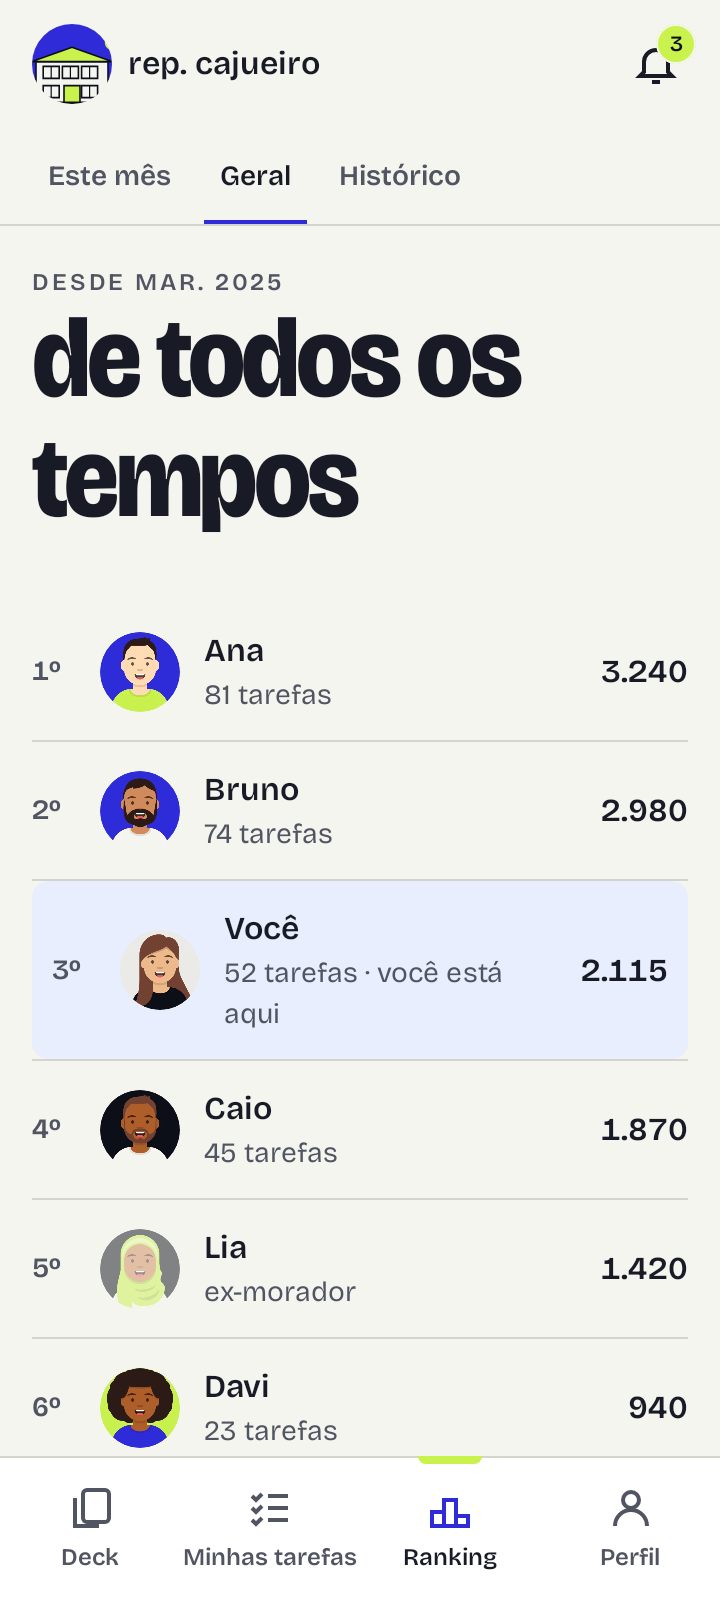 rep. cajueiro
3
Este mês Geral Histórico
DESDE MAR. 2025
de todos os
tempos
1º
Ana
81 tarefas
3.240
2º
Bruno
74 tarefas
2.980
3º
Você
52 tarefas · você está
aqui
2.115
4º
Caio
45 tarefas
1.870
5º
Lia
ex-morador
1.420
6º
Davi
23 tarefas
940
Deck Minhas tarefas Ranking Perfil